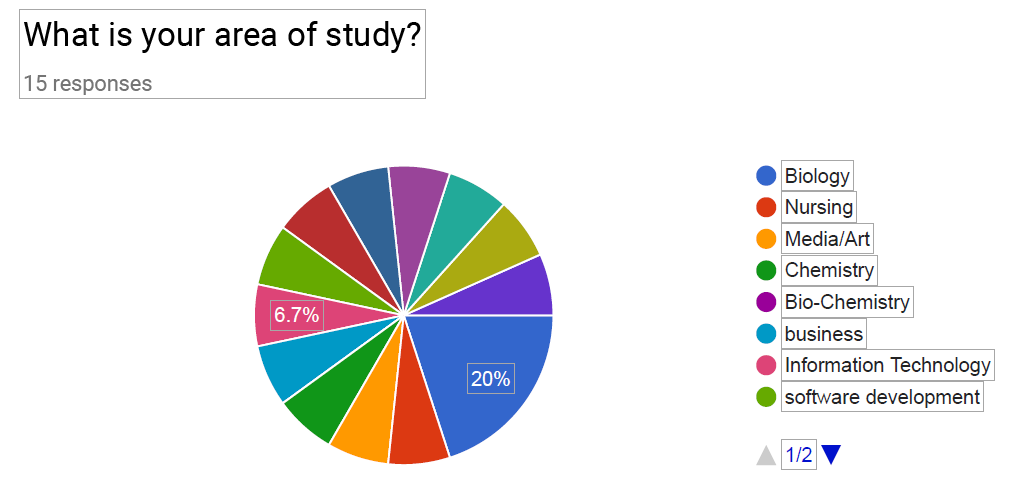 What is your area of study?
15 responses
6.7%
20%
Biology
Nursing
Media/Art
Chemistry
Bio-Chemistry
business
Information Technology
software development
1/2